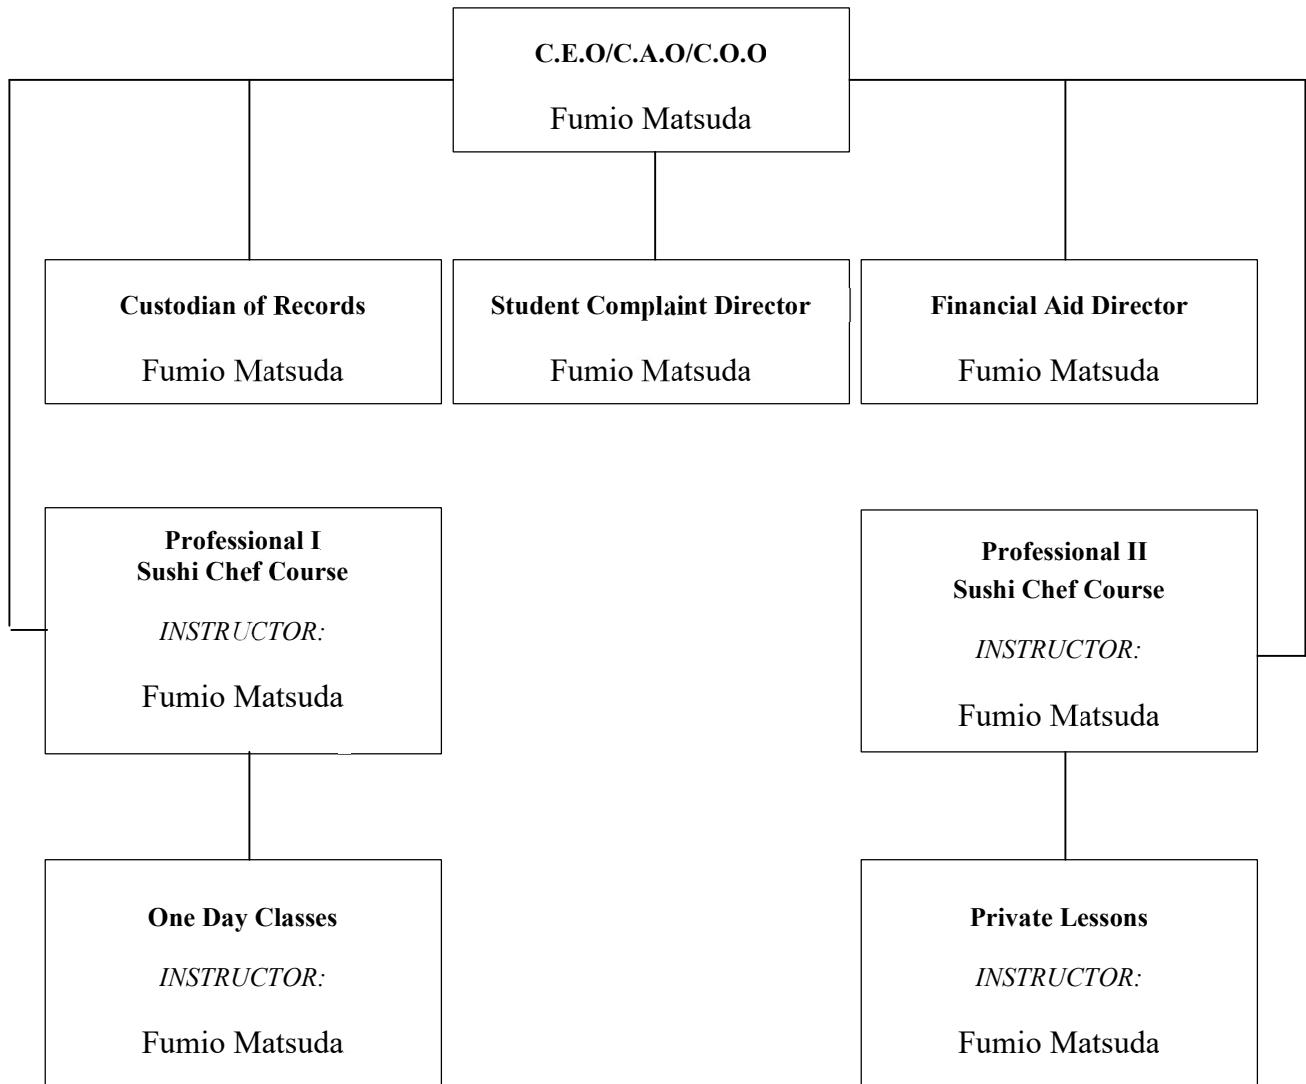 C.E.O/C.A.O/C.O.O
Fumio Matsuda
Custodian of Records
Fumio Matsuda
Student Complaint Director
Fumio Matsuda
Financial Aid Director
Fumio Matsuda
Professional I
Sushi Chef Course
INSTRUCTOR:
Fumio Matsuda
Professional II
Sushi Chef Course
INSTRUCTOR:
Fumio Matsuda
One Day Classes
INSTRUCTOR:
Fumio Matsuda
Private Lessons
INSTRUCTOR:
Fumio Matsuda